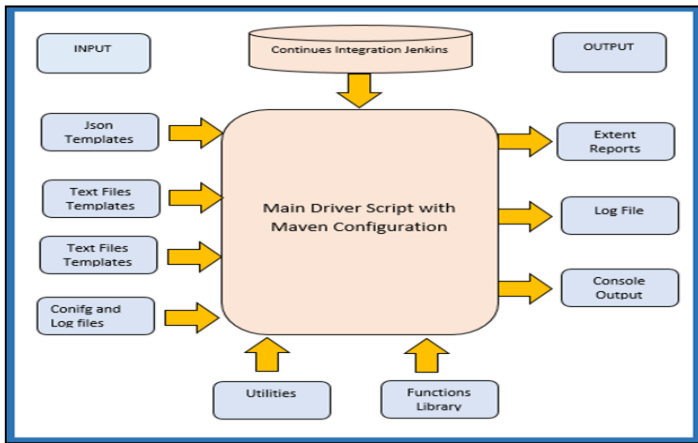 INPUT
Continues Integration Jenkins
OUTPUT
Json
Templates
Text Files
Templates
Text Files
Templates
Conifg and
Log files
Main Driver Script with
Maven Configuration
Extent
Reports
Log File
Console
Output
Utilities
Functions
Library